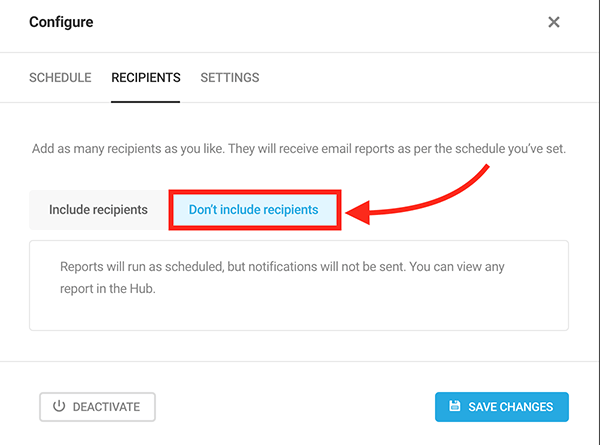 Configure
SCHEDULE RECIPIENTS SETTINGS
Add as many recipients as you like. They will receive email reports as per the schedule you've set.
Include recipients Don't include recipients
Reports will run as scheduled, but notifications will not be sent. You can view any
report in the Hub.
DEACTIVATE SAVE CHANGES